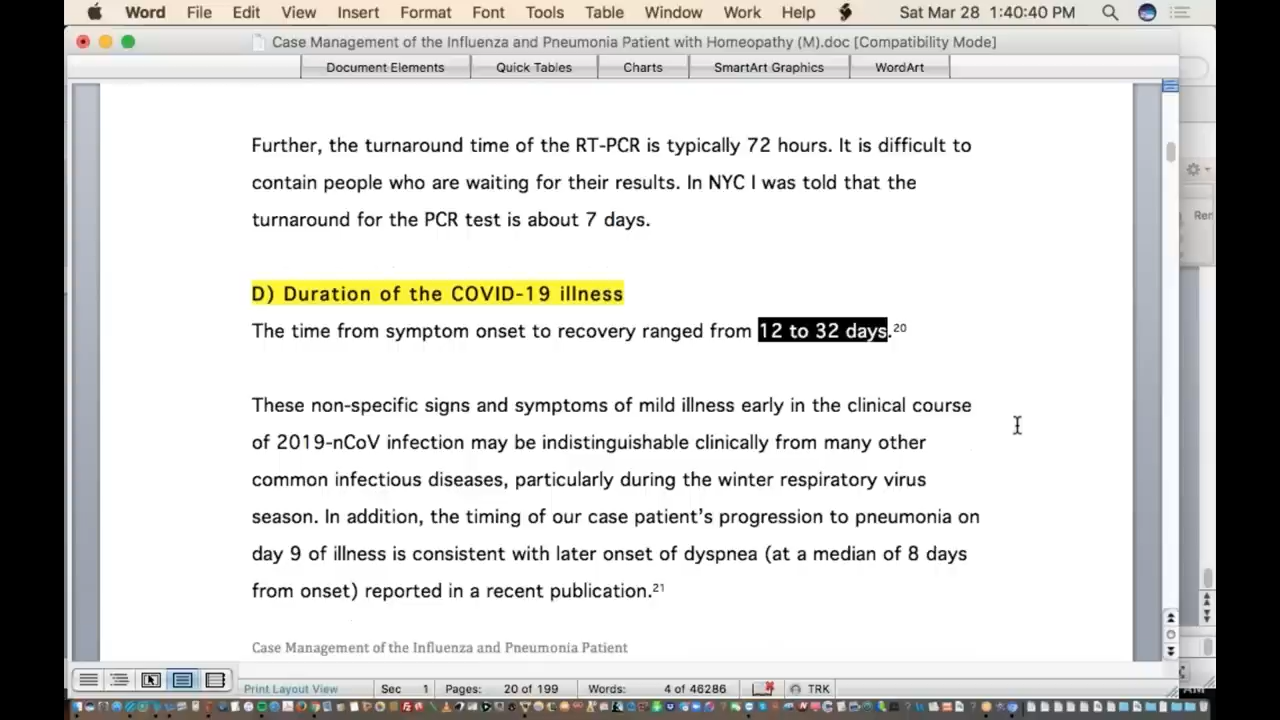 Word File Edit View Insert Format Font Tools Table Window Work Help Sat Mar 28 1:40:40 PM
Case Management of the Influenza and Pneumonia Patient with Homeopathy (M).doc [Compatibility Mode]
Document Elements Quick Tables Charts SmartArt Graphics WordArt
Further, the turnaround time of the RT-PCR is typically 72 hours. It is difficult to
contain people who are waiting for their results. In NYC I was told that the
turnaround for the PCR test is about 7 days.
D) Duration of the COVID-19 illness
The time from symptom onset to recovery ranged from 12 to 32 days.20
These non-specific signs and symptoms of mild illness early in the clinical course
of 2019-nCoV infection may be indistinguishable clinically from many other
common infectious diseases, particularly during the winter respiratory virus
season. In addition, the timing of our case patient's progression to pneumonia on
day 9 of illness is consistent with later onset of dyspnea (at a median of 8 days
from onset) reported in a recent publication.21
Case Management of the Influenza and Pneumonia Patient
Print Layout View Sec 1 Pages: 20 of 199 Words: 4 of 46286 TRK